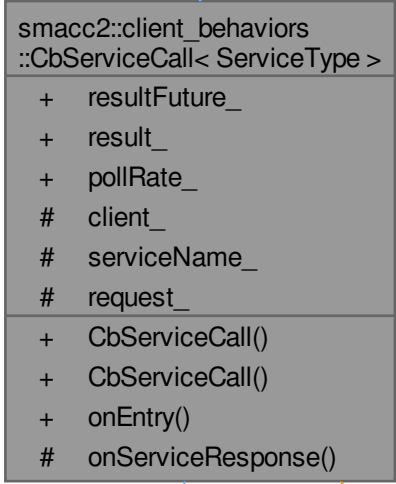 smacc2::client_behaviors
::CbServiceCall< ServiceType >
+ resultFuture_
+ result_
+ pollRate_
# client_
# serviceName_
# request_
+ CbServiceCall()
+ CbServiceCall()
+ onEntry()
# onServiceResponse()